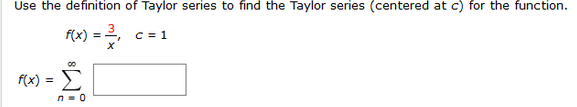 Use the definition of Taylor series to find the Taylor series (centered at c) for the function.
f(x) = 3/x, c = 1
f(x) = ∞ Σ n = 0